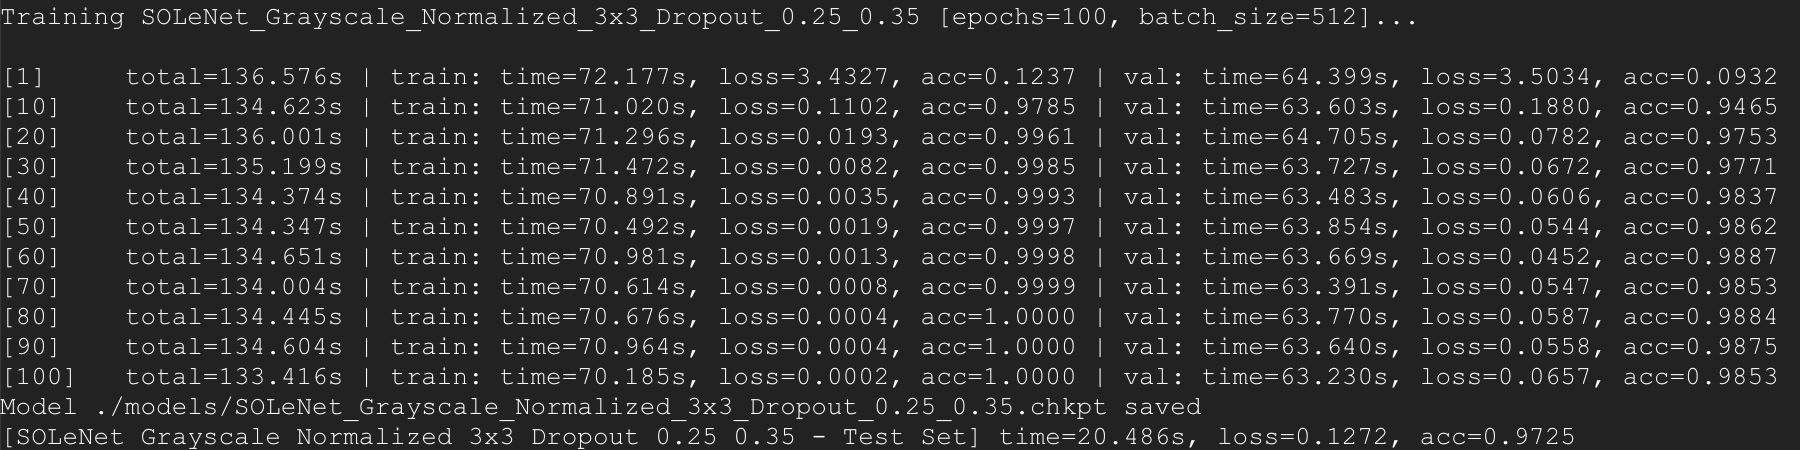 Training SOLeNet_Grayscale_Normalized_3x3_Dropout_0.25_0.35 [epochs=100, batch_size=512]...
[1] total=136.576s | train: time=72.177s, loss=3.4327, acc=0.1237 | val: time=64.399s, loss=3.5034, acc=0.0932
[10] total=134.623s | train: time=71.020s, loss=0.1102, acc=0.9785 | val: time=63.603s, loss=0.1880, acc=0.9465
[20] total=136.001s | train: time=71.296s, loss=0.0193, acc=0.9961 | val: time=64.705s, loss=0.0782, acc=0.9753
[30] total=135.199s | train: time=71.472s, loss=0.0082, acc=0.9985 | val: time=63.727s, loss=0.0672, acc=0.9771
[40] total=134.374s | train: time=70.891s, loss=0.0035, acc=0.9993 | val: time=63.483s, loss=0.0606, acc=0.9837
[50] total=134.347s | train: time=70.492s, loss=0.0019, acc=0.9997 | val: time=63.854s, loss=0.0544, acc=0.9862
[60] total=134.651s | train: time=70.981s, loss=0.0013, acc=0.9998 | val: time=63.669s, loss=0.0452, acc=0.9887
[70] total=134.004s | train: time=70.614s, loss=0.0008, acc=0.9999 | val: time=63.391s, loss=0.0547, acc=0.9853
[80] total=134.445s | train: time=70.676s, loss=0.0004, acc=1.0000 | val: time=63.770s, loss=0.0587, acc=0.9884
[90] total=134.604s | train: time=70.964s, loss=0.0004, acc=1.0000 | val: time=63.640s, loss=0.0558, acc=0.9875
[100] total=133.416s | train: time=70.185s, loss=0.0002, acc=1.0000 | val: time=63.230s, loss=0.0657, acc=0.9853
Model ./models/SOLeNet_Grayscale_Normalized_3x3_Dropout_0.25_0.35.chkpt saved
[SOLeNet Grayscale Normalized 3x3 Dropout 0.25 0.35 - Test Set] time=20.486s, loss=0.1272, acc=0.9725